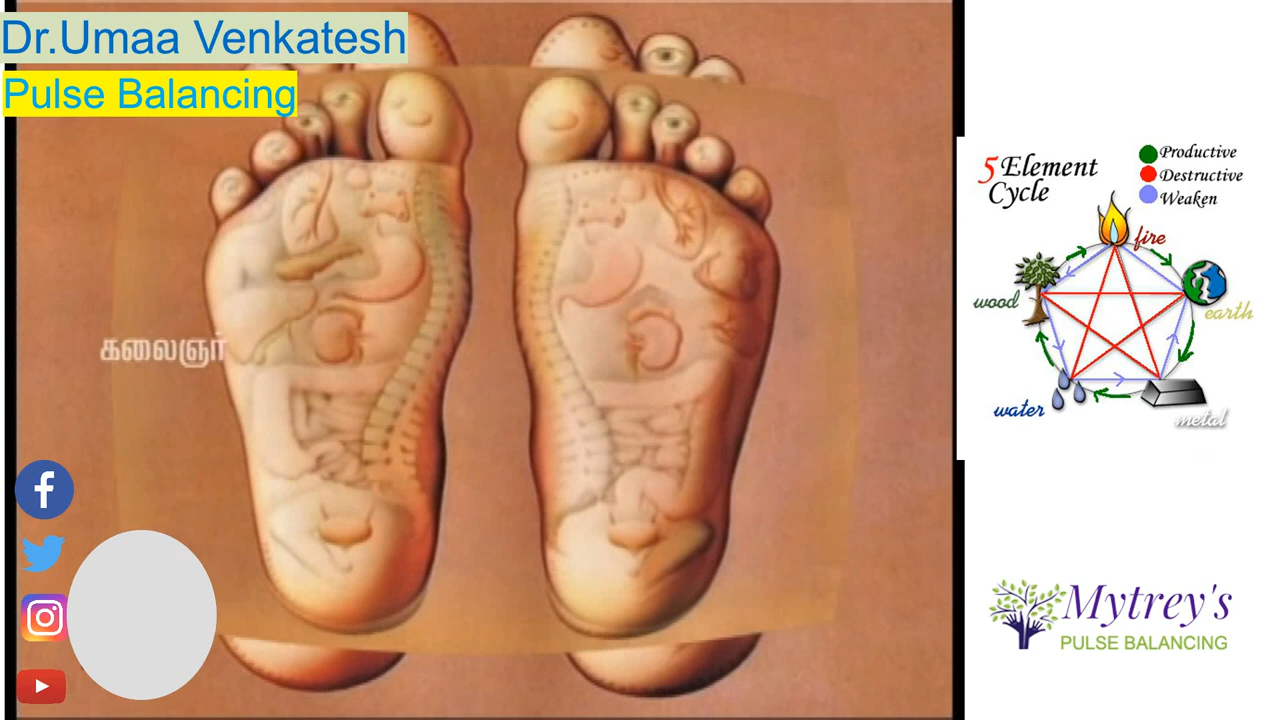 Dr.Umaa Venkatesh
Pulse Balancing
5 Element
Cycle
Productive
Destructive
Weaken
fire
wood
earth
கலைஞர்
water
metal
Mytrey's
PULSE BALANCING